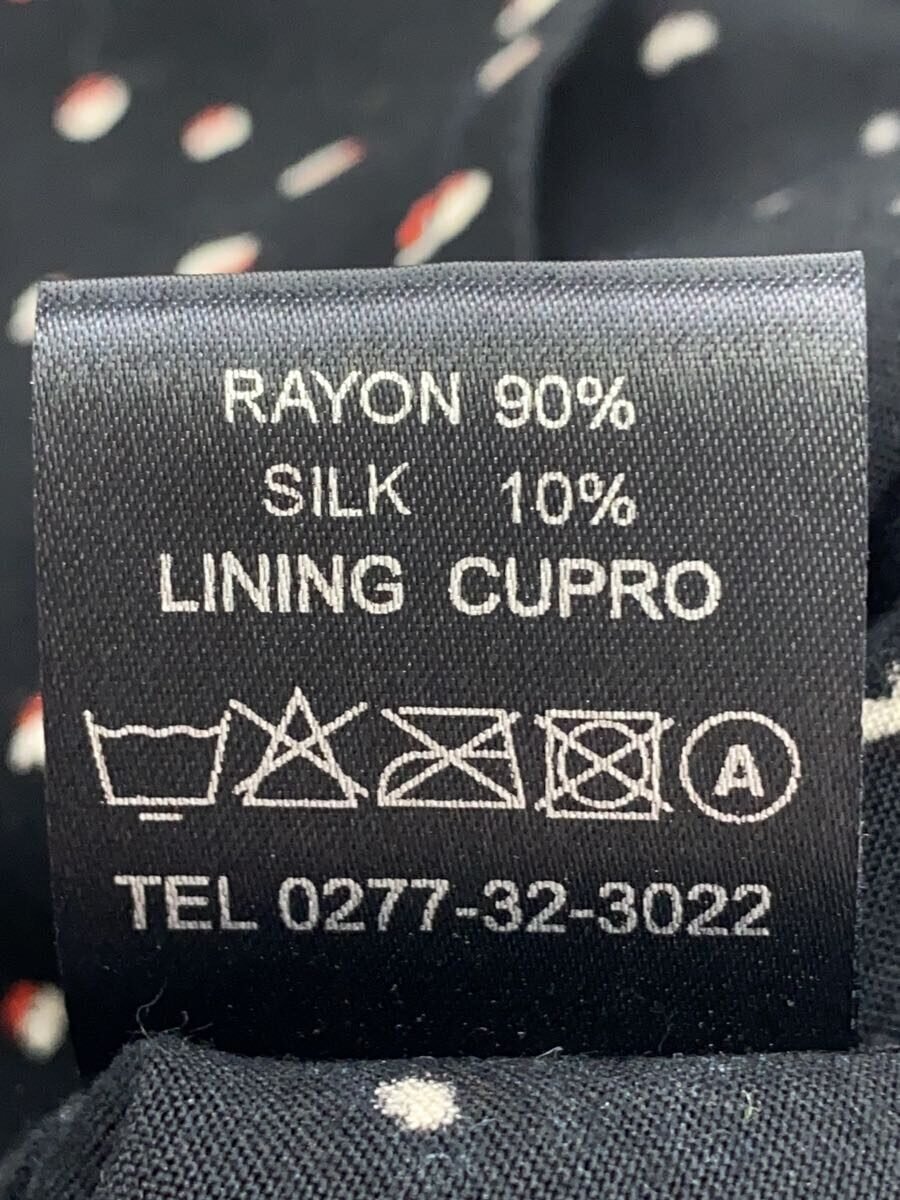 RAYON 90%
SILK 10%
LINING CUPRO
A
TEL 0277-32-3022